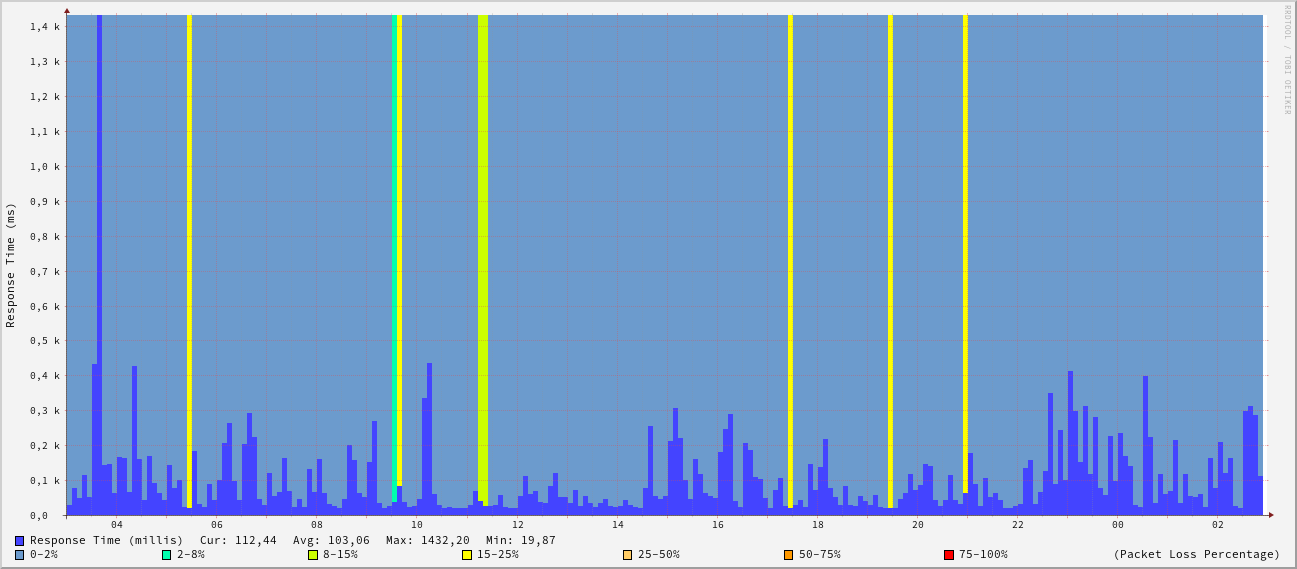 RRDTOOL / TOBI OETIKER
Response Time (ms)
1,4 k
1,3 k
1,2 k
1,1 k
1,0 k
0,9 k
0,8 k
0,7 k
0,6 k
0,5 k
0,4 k
0,3 k
0,2 k
0,1 k
0,0
04 06 08 10 12 14 16 18 20 22 00 02
Response Time (millis) Cur: 112,44 Avg: 103,06 Max: 1432,20 Min: 19,87
0-2% 2-8% 8-15% 15-25% 25-50% 50-75% 75-100% (Packet Loss Percentage)